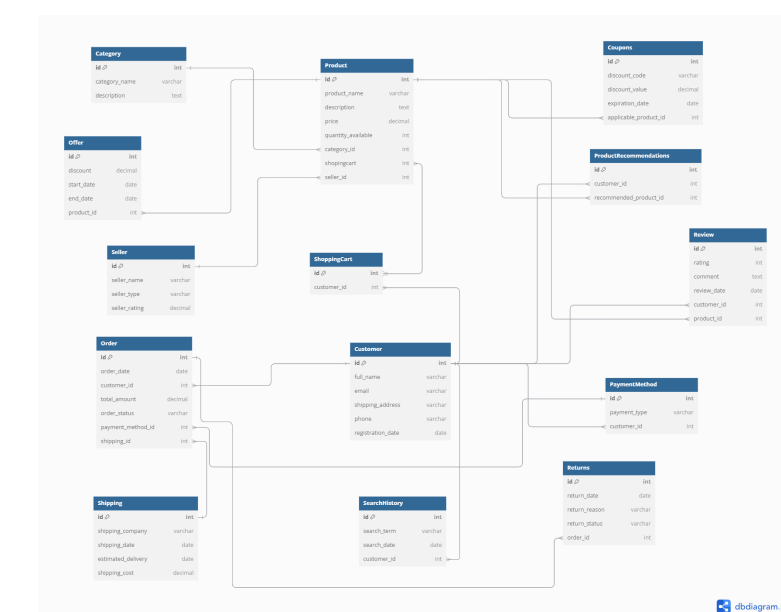 Category
id int
category_name varchar
description text
Product
id int
product_name varchar
description text
price decimal
quantity_available int
category_id int
shopingcart int
seller_id int
Coupons
id int
discount_code varchar
discount_value decimal
expiration_date date
applicable_product_id int
Offer
id int
discount decimal
start_date date
end_date date
product_id int
ProductRecommendations
id int
customer_id int
recommended_product_id int
Seller
id int
seller_name varchar
seller_type varchar
seller_rating decimal
ShoppingCart
id int
customer_id int
Review
id int
rating int
comment text
review_date date
customer_id int
product_id int
Order
id int
order_date date
customer_id int
total_amount decimal
order_status varchar
payment_method_id int
shipping_id int
Customer
id int
full_name varchar
email varchar
shipping_address varchar
phone varchar
registration_date date
PaymentMethod
id int
payment_type varchar
customer_id int
Shipping
id int
shipping_company varchar
shipping_date date
estimated_delivery date
shipping_cost decimal
SearchHistory
id int
search_term varchar
search_date date
customer_id int
Returns
id int
return_date date
return_reason varchar
return_status varchar
order_id int
dbdiagram.